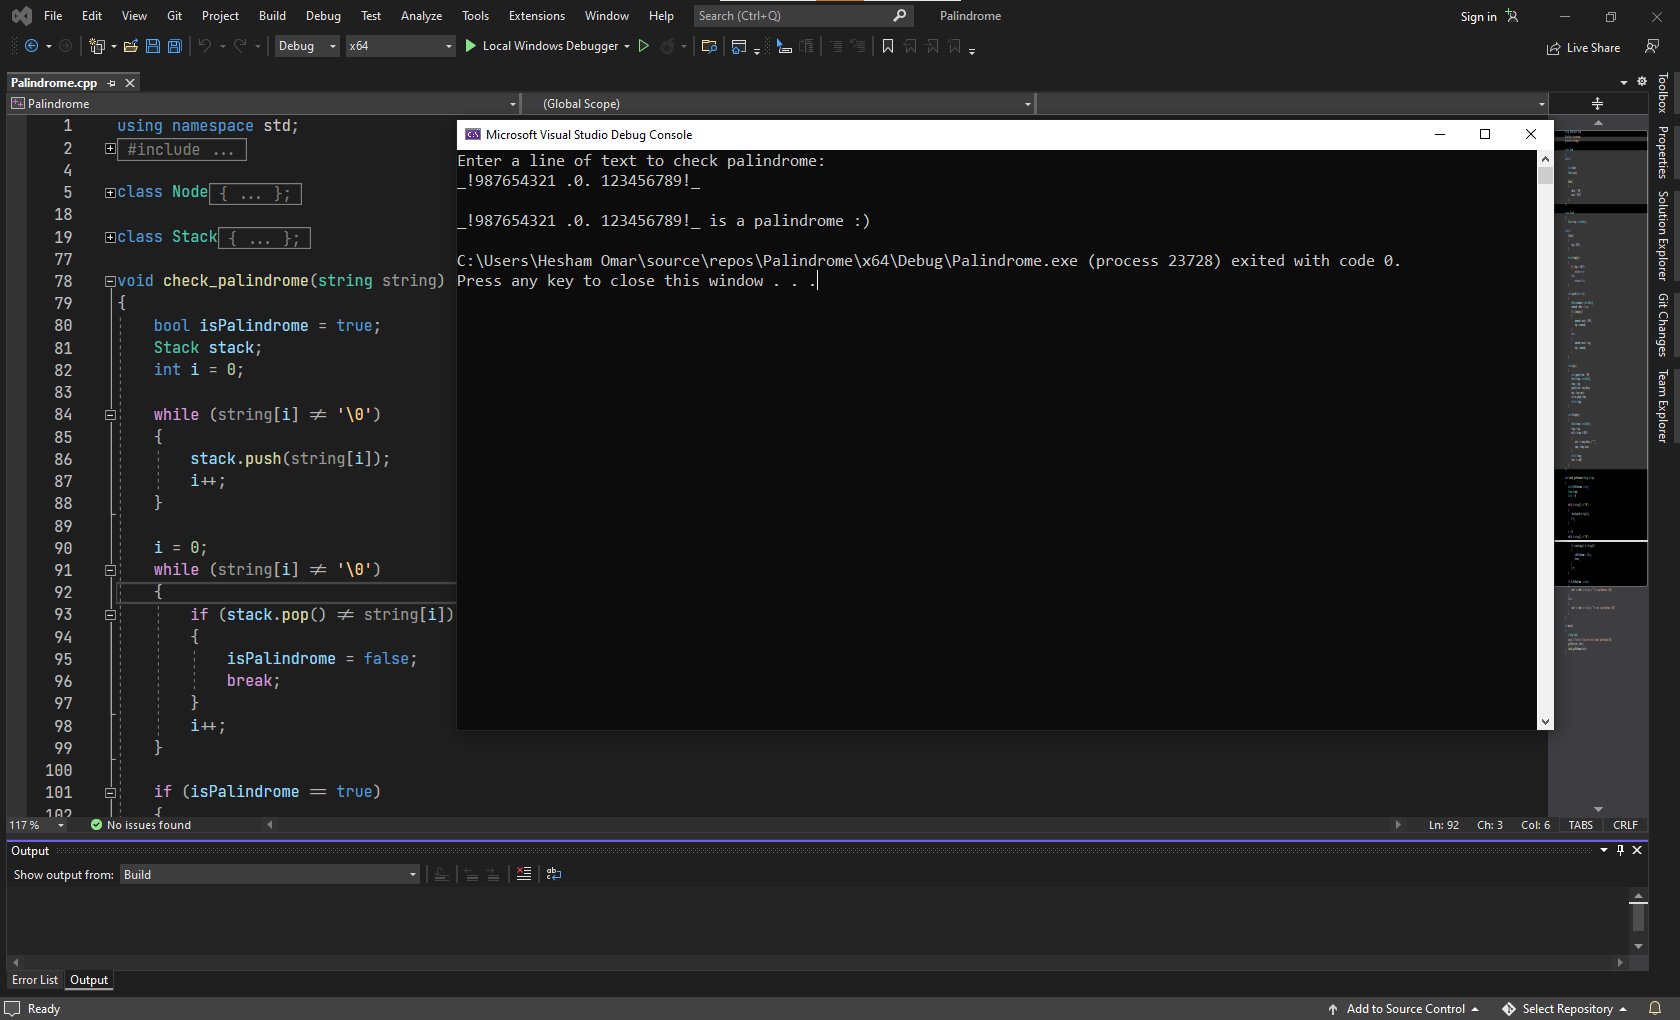 File Edit View Git Project Build Debug Test Analyze Tools Extensions Window Help Search (Ctrl+Q) Palindrome Sign in
Debug x64 Local Windows Debugger Live Share
Palindrome.cpp
Palindrome (Global Scope)
1 using namespace std;
2 #include ...
4
5 class Node { ... };
18
19 class Stack { ... };
77
78 void check_palindrome(string string)
79 {
80 bool isPalindrome = true;
81 Stack stack;
82 int i = 0;
83
84 while (string[i] ≠ '\0')
85 {
86 stack.push(string[i]);
87 i++;
88 }
89
90 i = 0;
91 while (string[i] ≠ '\0')
92 {
93 if (stack.pop() ≠ string[i])
94 {
95 isPalindrome = false;
96 break;
97 }
98 i++;
99 }
100
101 if (isPalindrome == true)
102 {
Microsoft Visual Studio Debug Console
Enter a line of text to check palindrome:
_!987654321 .0. 123456789!_
_!987654321 .0. 123456789!_ is a palindrome :)
C:\Users\Hesham Omar\source\repos\Palindrome\x64\Debug\Palindrome.exe (process 23728) exited with code 0.
Press any key to close this window . . .
Toolbox
Properties
Solution Explorer
Git Changes
Team Explorer
117 % No issues found Ln: 92 Ch: 3 Col: 6 TABS CRLF
Output
Show output from: Build
Error List Output
Ready Add to Source Control Select Repository